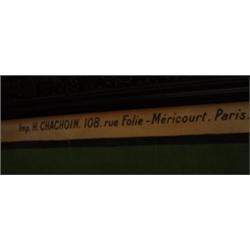 Imp. H. CHACHOIN. 108. rue Folie-Méricourt. Paris.